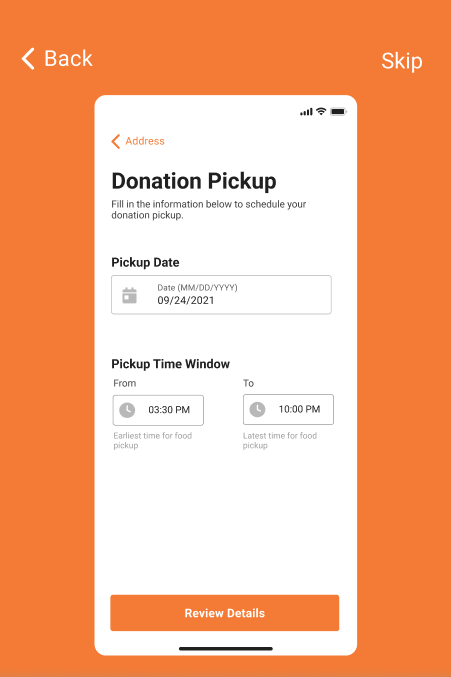 Back
Skip
Address
Donation Pickup
Fill in the information below to schedule your
donation pickup.
Pickup Date
Date (MM/DD/YYYY)
09/24/2021
Pickup Time Window
From
To
03:30 PM
10:00 PM
Earliest time for food
pickup
Latest time for food
pickup
Review Details